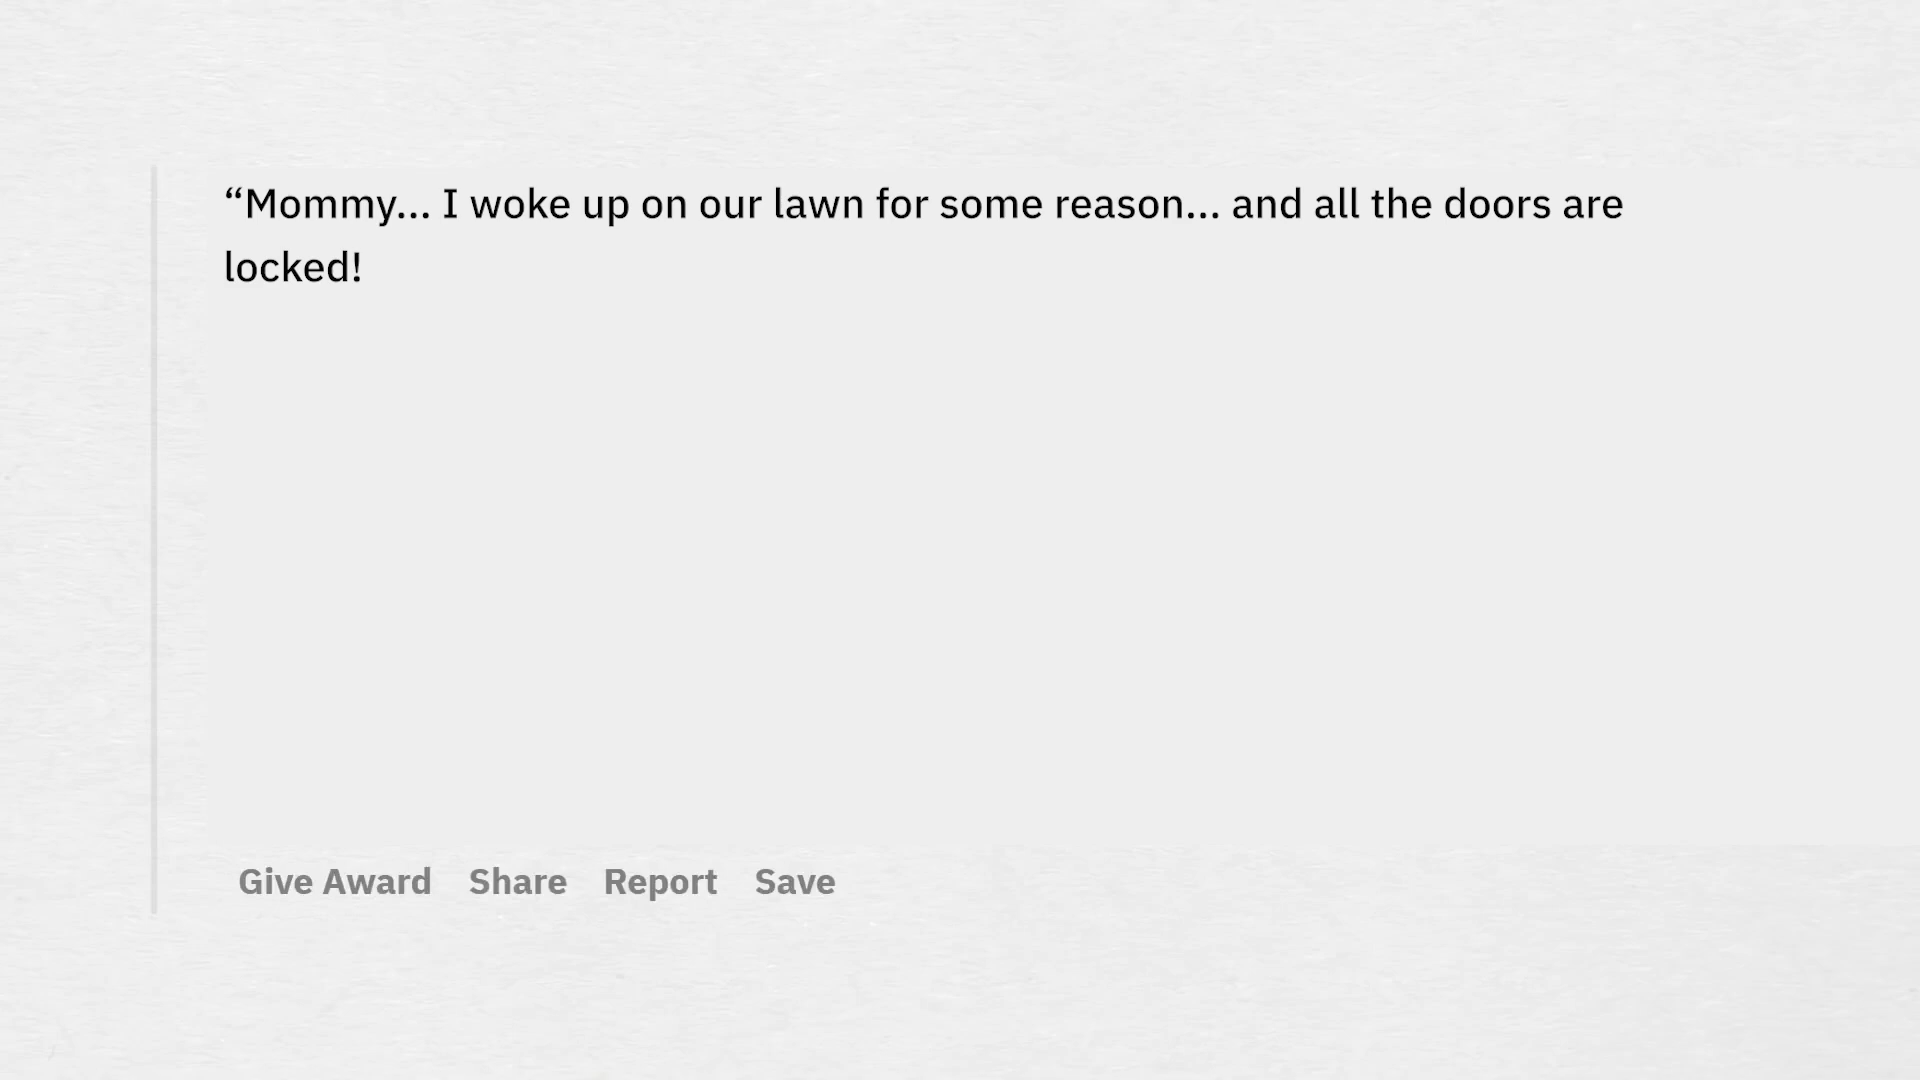 “Mommy... I woke up on our lawn for some reason... and all the doors are
locked!
Give Award Share Report Save